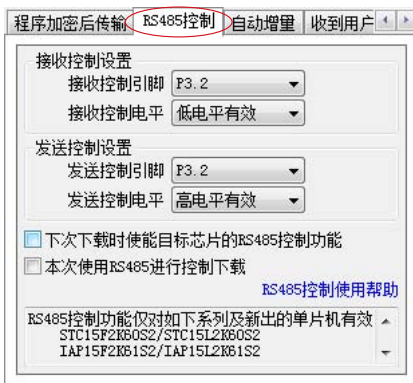 程序加密后传输 RS485控制 自动增量 收到用户
接收控制设置
接收控制引脚 P3.2
接收控制电平 低电平有效
发送控制设置
发送控制引脚 P3.2
发送控制电平 高电平有效
下次下载时使能目标芯片的RS485控制功能
本次使用RS485进行控制下载
RS485控制使用帮助
RS485控制功能仅对如下系列及新出的单片机有效
STC15F2K60S2/STC15L2K60S2
IAP15F2K61S2/IAP15L2K61S2